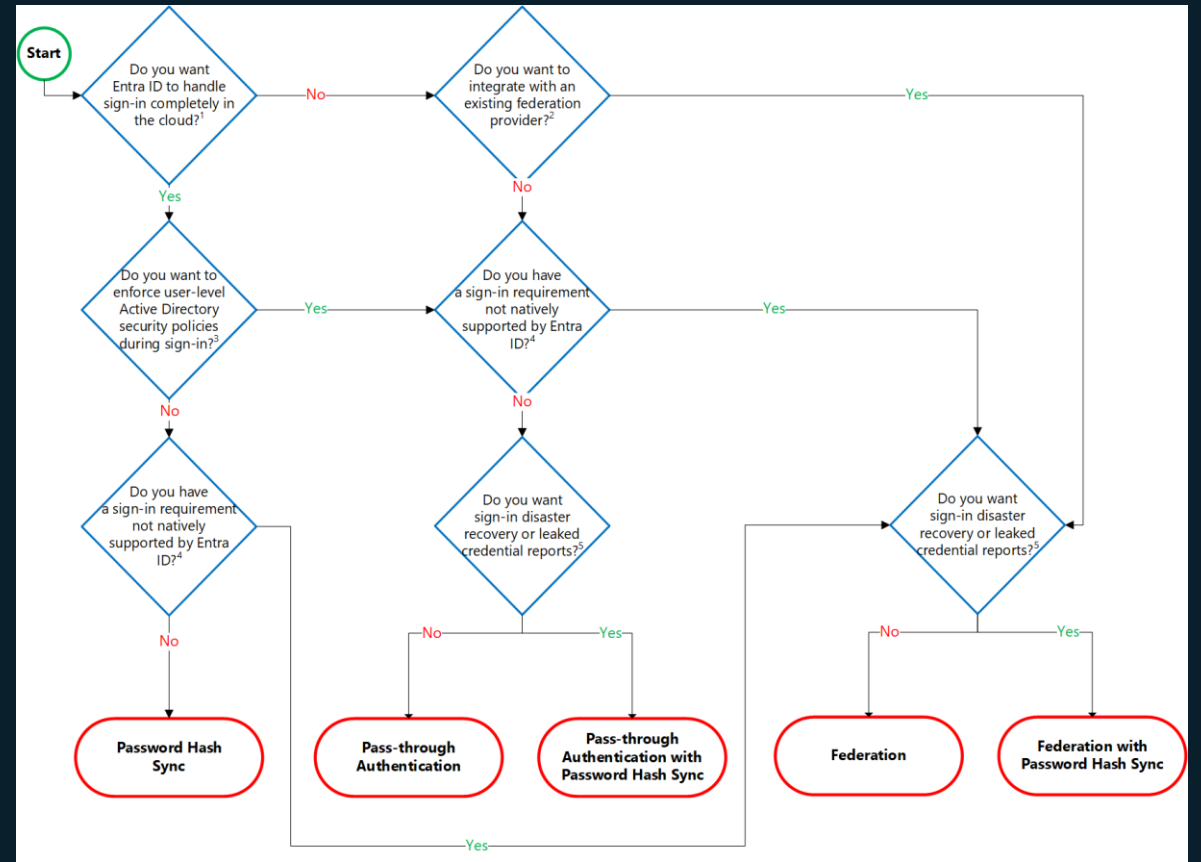 Start
Do you want
Entra ID to handle
sign-in completely in
the cloud?¹
No
Do you want to
integrate with an
existing federation
provider?²
Yes
Yes
No
Do you want to
enforce user-level
Active Directory
security policies
during sign-in?³
Yes
Do you have
a sign-in requirement
not natively
supported by Entra
ID?⁴
Yes
No
No
Do you have
a sign-in requirement
not natively
supported by Entra
ID?⁴
Do you want
sign-in disaster
recovery or leaked
credential reports?⁵
Do you want
sign-in disaster
recovery or leaked
credential reports?⁵
No
No
Yes
No
Yes
Password Hash
Sync
Pass-through
Authentication
Pass-through
Authentication with
Password Hash Sync
Federation
Federation with
Password Hash Sync
Yes